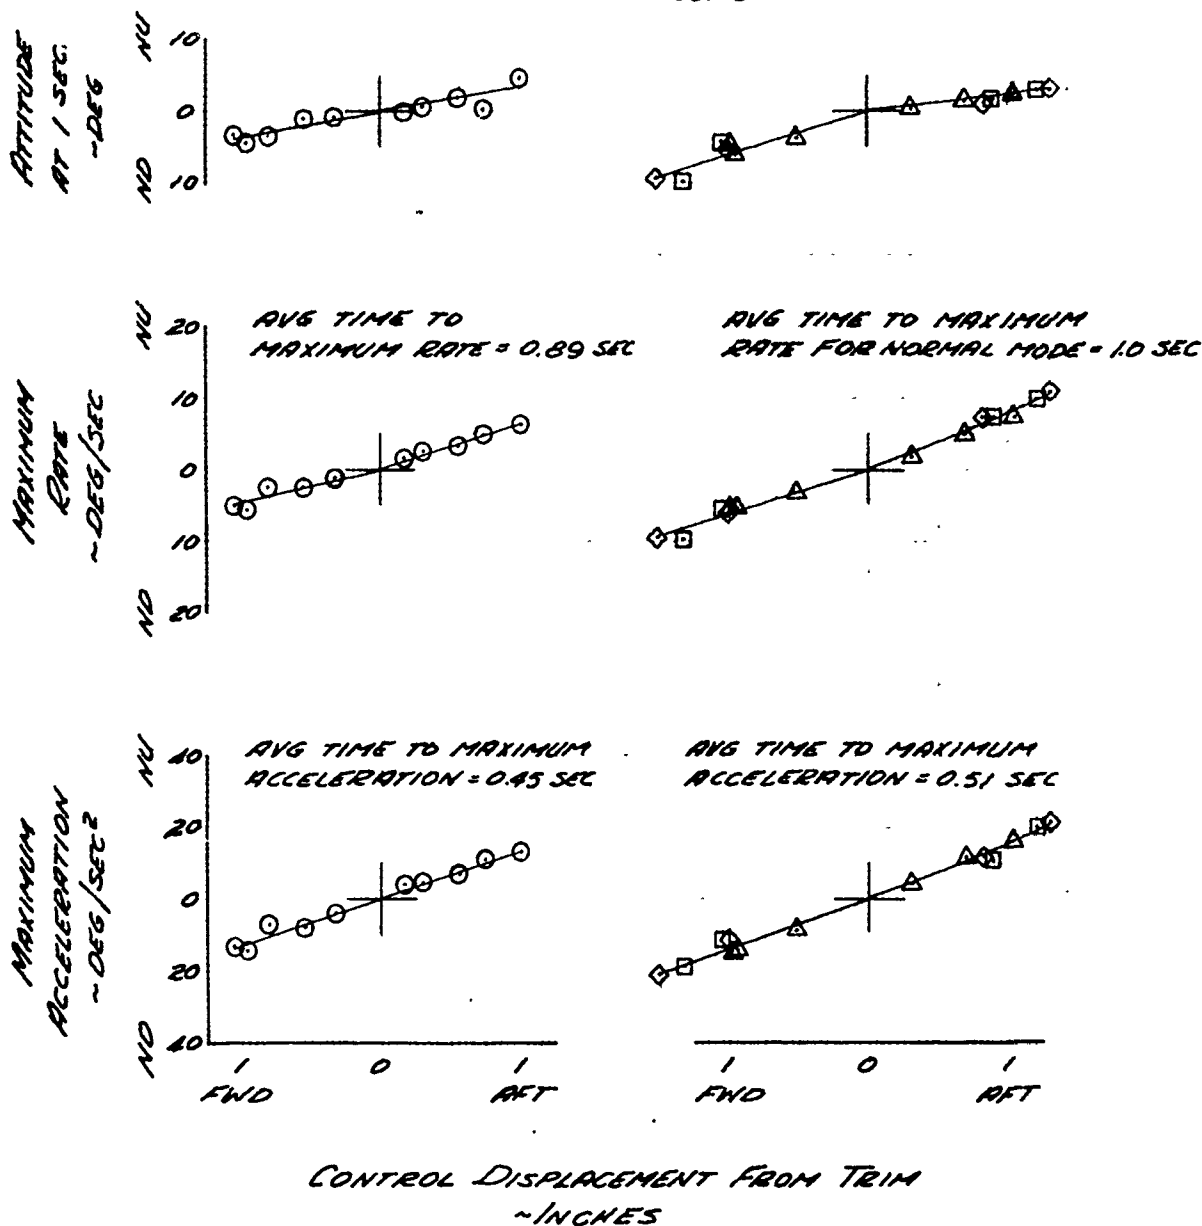 ATTITUDE
AT 1 SEC.
~DEG
NU
ND
10
0
10
MAXIMUM
RATE
~DEG/SEC
NU
ND
20
10
0
10
20
AVG TIME TO
MAXIMUM RATE = 0.89 SEC
AVG TIME TO MAXIMUM
RATE FOR NORMAL MODE = 1.0 SEC
MAXIMUM
ACCELERATION
~DEG/SEC²
NU
ND
40
20
0
20
40
AVG TIME TO MAXIMUM
ACCELERATION = 0.45 SEC
AVG TIME TO MAXIMUM
ACCELERATION = 0.51 SEC
1 0 1
FWD AFT
1 0 1
FWD AFT
CONTROL DISPLACEMENT FROM TRIM
~INCHES